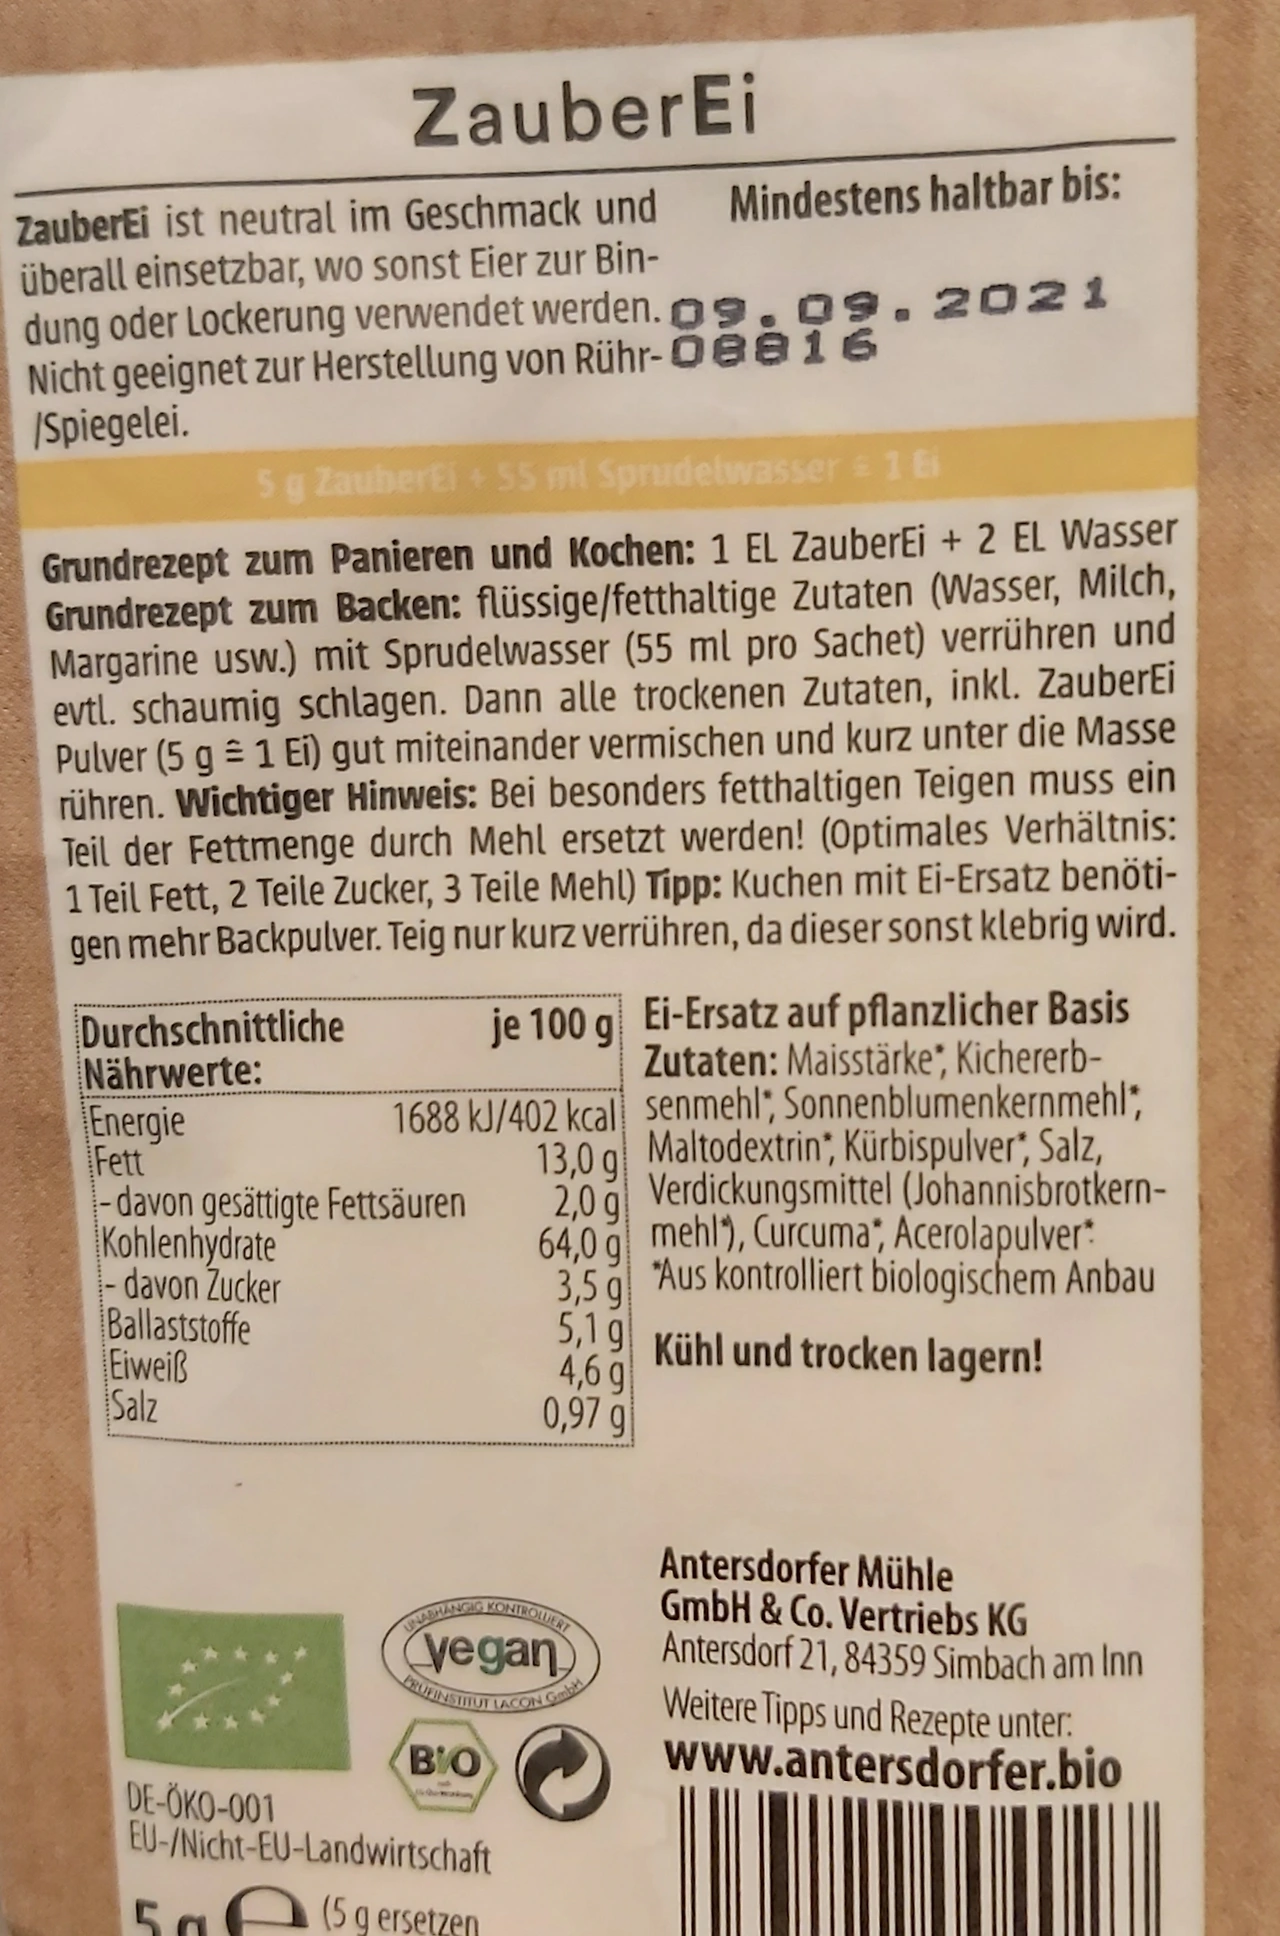 ZauberEi
ZauberEi ist neutral im Geschmack und
überall einsetzbar, wo sonst Eier zur Bin-
dung oder Lockerung verwendet werden.
Nicht geeignet zur Herstellung von Rühr-
/Spiegelei.
Mindestens haltbar bis:
09.09.2021
08816
5 g ZauberEi + 55 ml Sprudelwasser ≙ 1 Ei
Grundrezept zum Panieren und Kochen: 1 EL ZauberEi + 2 EL Wasser
Grundrezept zum Backen: flüssige/fetthaltige Zutaten (Wasser, Milch,
Margarine usw.) mit Sprudelwasser (55 ml pro Sachet) verrühren und
evtl. schaumig schlagen. Dann alle trockenen Zutaten, inkl. ZauberEi
Pulver (5 g ≙ 1 Ei) gut miteinander vermischen und kurz unter die Masse
rühren. Wichtiger Hinweis: Bei besonders fetthaltigen Teigen muss ein
Teil der Fettmenge durch Mehl ersetzt werden! (Optimales Verhältnis:
1 Teil Fett, 2 Teile Zucker, 3 Teile Mehl) Tipp: Kuchen mit Ei-Ersatz benöti-
gen mehr Backpulver. Teig nur kurz verrühren, da dieser sonst klebrig wird.
Durchschnittliche je 100 g
Nährwerte:
Energie 1688 kJ/402 kcal
Fett 13,0 g
- davon gesättigte Fettsäuren 2,0 g
Kohlenhydrate 64,0 g
- davon Zucker 3,5 g
Ballaststoffe 5,1 g
Eiweiß 4,6 g
Salz 0,97 g
Ei-Ersatz auf pflanzlicher Basis
Zutaten: Maisstärke*, Kichererb-
senmehl*, Sonnenblumenkernmehl*,
Maltodextrin*, Kürbispulver*, Salz,
Verdickungsmittel (Johannisbrotkern-
mehl*), Curcuma*, Acerolapulver*
*Aus kontrolliert biologischem Anbau
Kühl und trocken lagern!
UNABHÄNGIG KONTROLLIERT
vegan
PRÜFINSTITUT LACON GmbH
Bio
DE-ÖKO-001
EU-/Nicht-EU-Landwirtschaft
5 g e (5 g ersetzen
Antersdorfer Mühle
GmbH & Co. Vertriebs KG
Antersdorf 21, 84359 Simbach am Inn
Weitere Tipps und Rezepte unter:
www.antersdorfer.bio